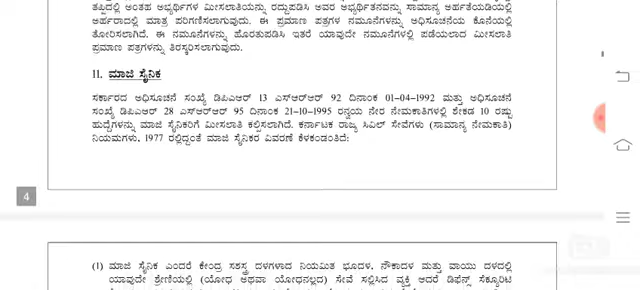 ತಪ್ಪಿದಲ್ಲಿ ಅಂತಹ ಅಭ್ಯರ್ಥಿಗಳ ಮೀಸಲಾತಿಯನ್ನು ರದ್ದುಪಡಿಸಿ ಅವರ ಅಭ್ಯರ್ಥಿತನವನ್ನು ಸಾಮಾನ್ಯ ಅರ್ಹತೆಯಡಿಯಲ್ಲಿ
ಅರ್ಹರಾದಲ್ಲಿ ಮಾತ್ರ ಪರಿಗಣಿಸಲಾಗುವುದು. ಈ ಪ್ರಮಾಣ ಪತ್ರಗಳ ನಮೂನೆಗಳನ್ನು ಅಧಿಸೂಚನೆಯ ಕೊನೆಯಲ್ಲಿ
ತೋರಿಸಲಾಗಿದೆ. ಈ ನಮೂನೆಗಳನ್ನು ಹೊರತುಪಡಿಸಿ ಇತರೆ ಯಾವುದೇ ನಮೂನೆಗಳಲ್ಲಿ ಪಡೆಯಲಾದ ಮೀಸಲಾತಿ
ಪ್ರಮಾಣ ಪತ್ರಗಳನ್ನು ತಿರಸ್ಕರಿಸಲಾಗುವುದು.
11. ಮಾಜಿ ಸೈನಿಕ
ಸರ್ಕಾರದ ಅಧಿಸೂಚನೆ ಸಂಖ್ಯೆ ಡಿಪಿಎಆರ್ 13 ಎಸ್ಆರ್ಆರ್ 92 ದಿನಾಂಕ 01-04-1992 ಮತ್ತು ಅಧಿಸೂಚನೆ
ಸಂಖ್ಯೆ ಡಿಪಿಎಆರ್ 28 ಎಸ್ಆರ್ಆರ್ 95 ದಿನಾಂಕ 21-10-1995 ರನ್ವಯ ನೇರ ನೇಮಕಾತಿಗಳಲ್ಲಿ ಶೇಕಡ 10 ರಷ್ಟು
ಹುದ್ದೆಗಳನ್ನು ಮಾಜಿ ಸೈನಿಕರಿಗೆ ಮೀಸಲಾತಿ ಕಲ್ಪಿಸಲಾಗಿದೆ. ಕರ್ನಾಟಕ ರಾಜ್ಯ ಸಿವಿಲ್ ಸೇವೆಗಳು (ಸಾಮಾನ್ಯ ನೇಮಕಾತಿ)
ನಿಯಮಗಳು, 1977 ರಲ್ಲಿದ್ದಂತೆ ಮಾಜಿ ಸೈನಿಕರ ವಿವರಣೆ ಕೆಳಕಂಡಂತಿದೆ:
4
(1) ಮಾಜಿ ಸೈನಿಕ ಎಂದರೆ ಕೇಂದ್ರ ಸಶಸ್ತ್ರ ದಳಗಳಾದ ನಿಯಮಿತ ಭೂದಳ, ನೌಕಾದಳ ಮತ್ತು ವಾಯು ದಳದಲ್ಲಿ
ಯಾವುದೇ ಶ್ರೇಣಿಯಲ್ಲಿ (ಯೋಧ ಅಥವಾ ಯೋಧನಲ್ಲದ) ಸೇವೆ ಸಲ್ಲಿಸಿದ ವ್ಯಕ್ತಿ ಆದರೆ ಡಿಫೆನ್ಸ್ ಸೆಕ್ಯೂರಿಟಿ